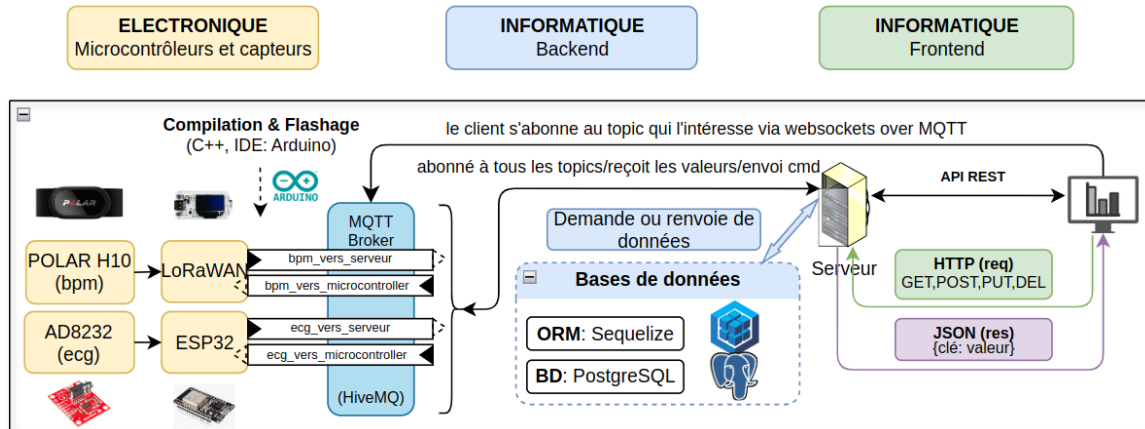 ELECTRONIQUE
Microcontrôleurs et capteurs
INFORMATIQUE
Backend
INFORMATIQUE
Frontend
Compilation & Flashage
(C++, IDE: Arduino)
ARDUINO
le client s'abonne au topic qui l'intéresse via websockets over MQTT
abonné à tous les topics/reçoit les valeurs/envoi cmd
API REST
POLAR
MQTT
Broker
Demande ou renvoie de
données
POLAR H10
(bpm)
LoRaWAN
bpm_vers_serveur
bpm_vers_microcontroller
Serveur
HTTP (req)
GET,POST,PUT,DEL
Bases de données
AD8232
(ecg)
ESP32
ecg_vers_serveur
ecg_vers_microcontroller
ORM: Sequelize
JSON (res)
{clé: valeur}
BD: PostgreSQL
(HiveMQ)